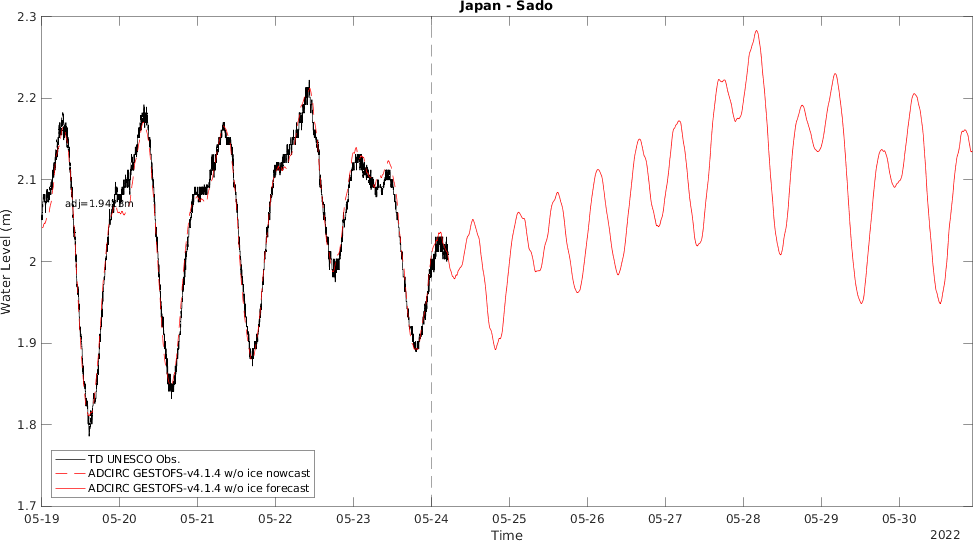 Japan - Sado
2.3
2.2
2.1
2
1.9
1.8
1.7
Water Level (m)
TD UNESCO Obs.
ADCIRC GESTOFS-v4.1.4 w/o ice nowcast
ADCIRC GESTOFS-v4.1.4 w/o ice forecast
05-19 05-20 05-21 05-22 05-23 05-24 05-25 05-26 05-27 05-28 05-29 05-30
Time
2022